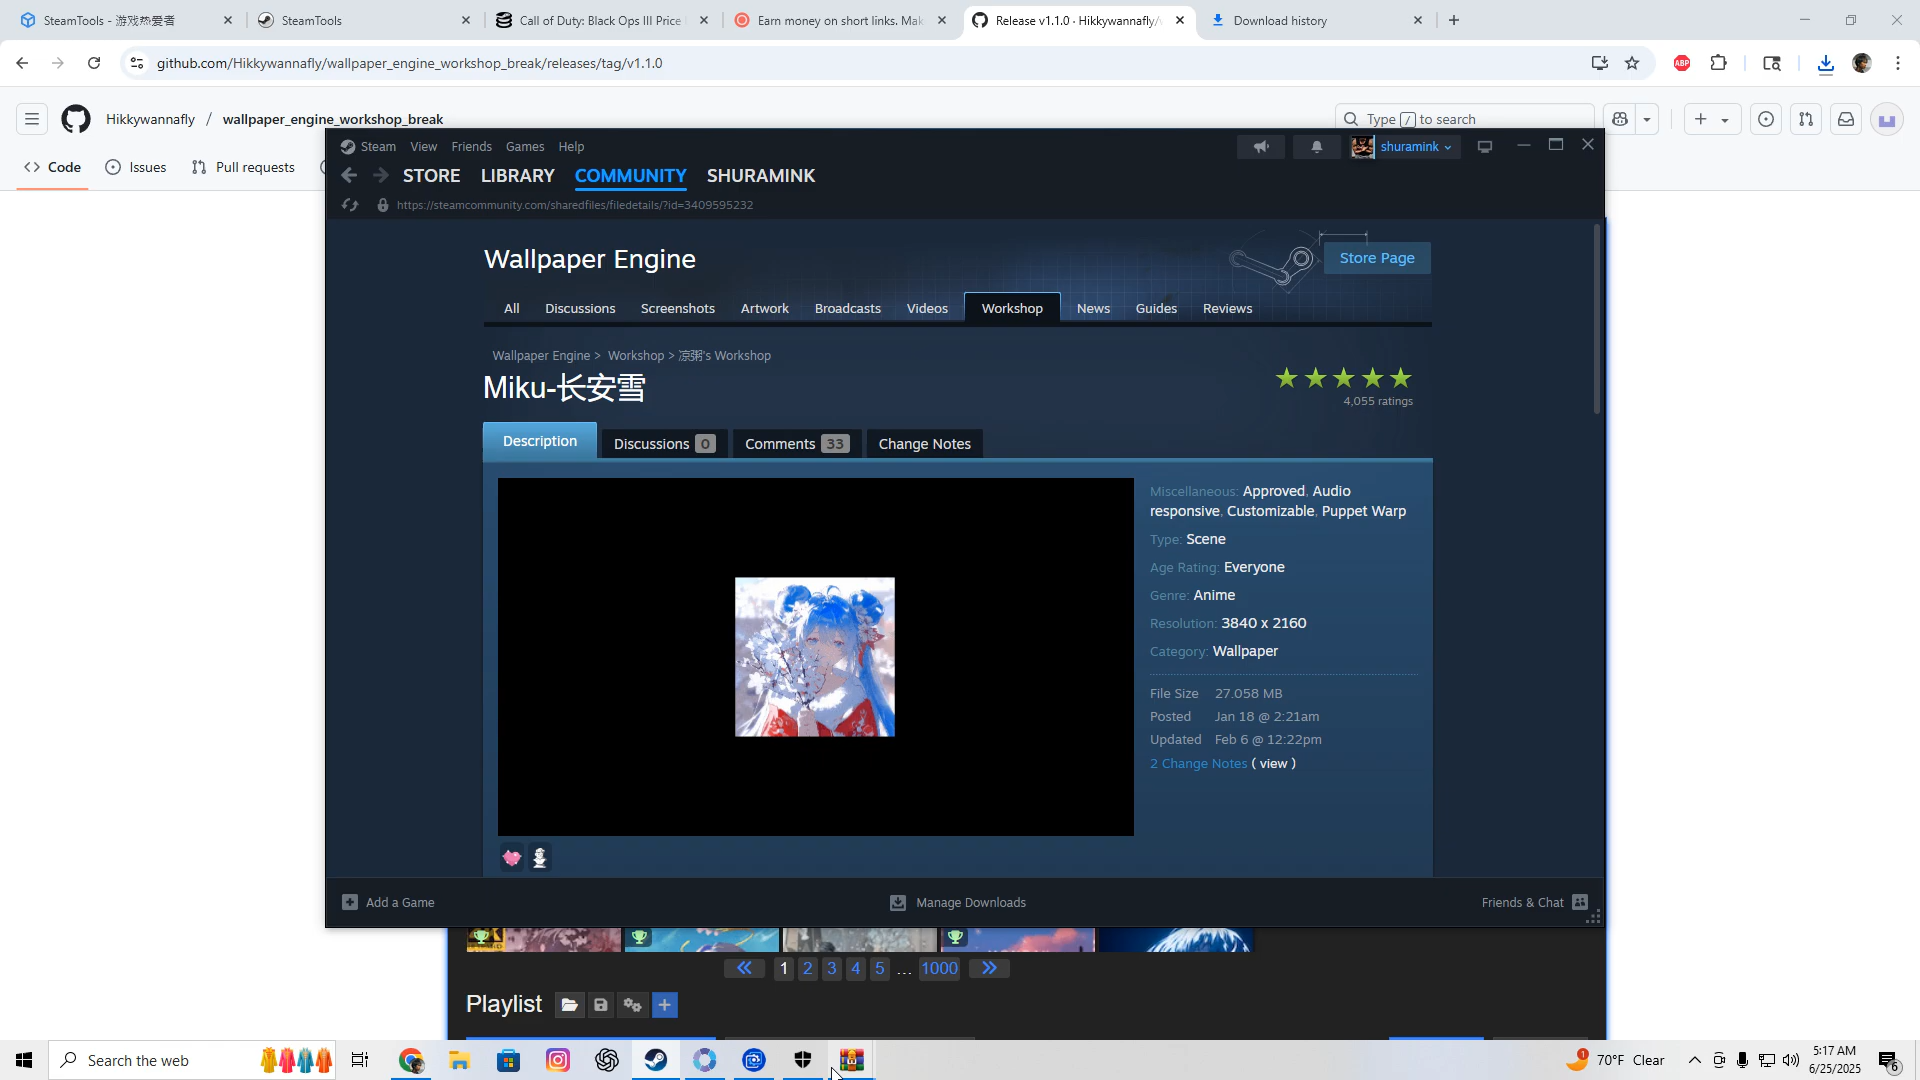 SteamTools - 游戏热爱者
SteamTools
Call of Duty: Black Ops III Price
Earn money on short links. Mak
Release v1.1.0 · Hikkywannafly/v
Download history
github.com/Hikkywannafly/wallpaper_engine_workshop_break/releases/tag/v1.1.0
ABP
Hikkywannafly / wallpaper_engine_workshop_break
Type / to search
Code
Issues
Pull requests
Steam View Friends Games Help
shuramink
STORE LIBRARY COMMUNITY SHURAMINK
https://steamcommunity.com/sharedfiles/filedetails/?id=3409595232
Wallpaper Engine
Store Page
All Discussions Screenshots Artwork Broadcasts Videos Workshop News Guides Reviews
Wallpaper Engine > Workshop > 凉粥's Workshop
Miku-长安雪
4,055 ratings
Description
Discussions 0
Comments 33
Change Notes
Miscellaneous: Approved, Audio
responsive, Customizable, Puppet Warp
Type: Scene
Age Rating: Everyone
Genre: Anime
Resolution: 3840 x 2160
Category: Wallpaper
File Size 27.058 MB
Posted Jan 18 @ 2:21am
Updated Feb 6 @ 12:22pm
2 Change Notes ( view )
Add a Game
Manage Downloads
Friends & Chat
« 1 2 3 4 5 ... 1000 »
Playlist
Search the web
1
70°F Clear
5:17 AM
6/25/2025
6